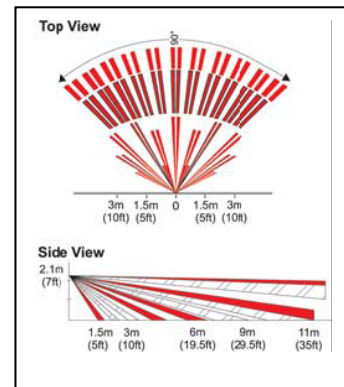 Top View
90°
3m 1.5m 0 1.5m 3m
(10ft) (5ft) (5ft) (10ft)
Side View
2.1m
(7ft)
1.5m 3m 6m 9m 11m
(5ft) (10ft) (19.5ft) (29.5ft) (35ft)